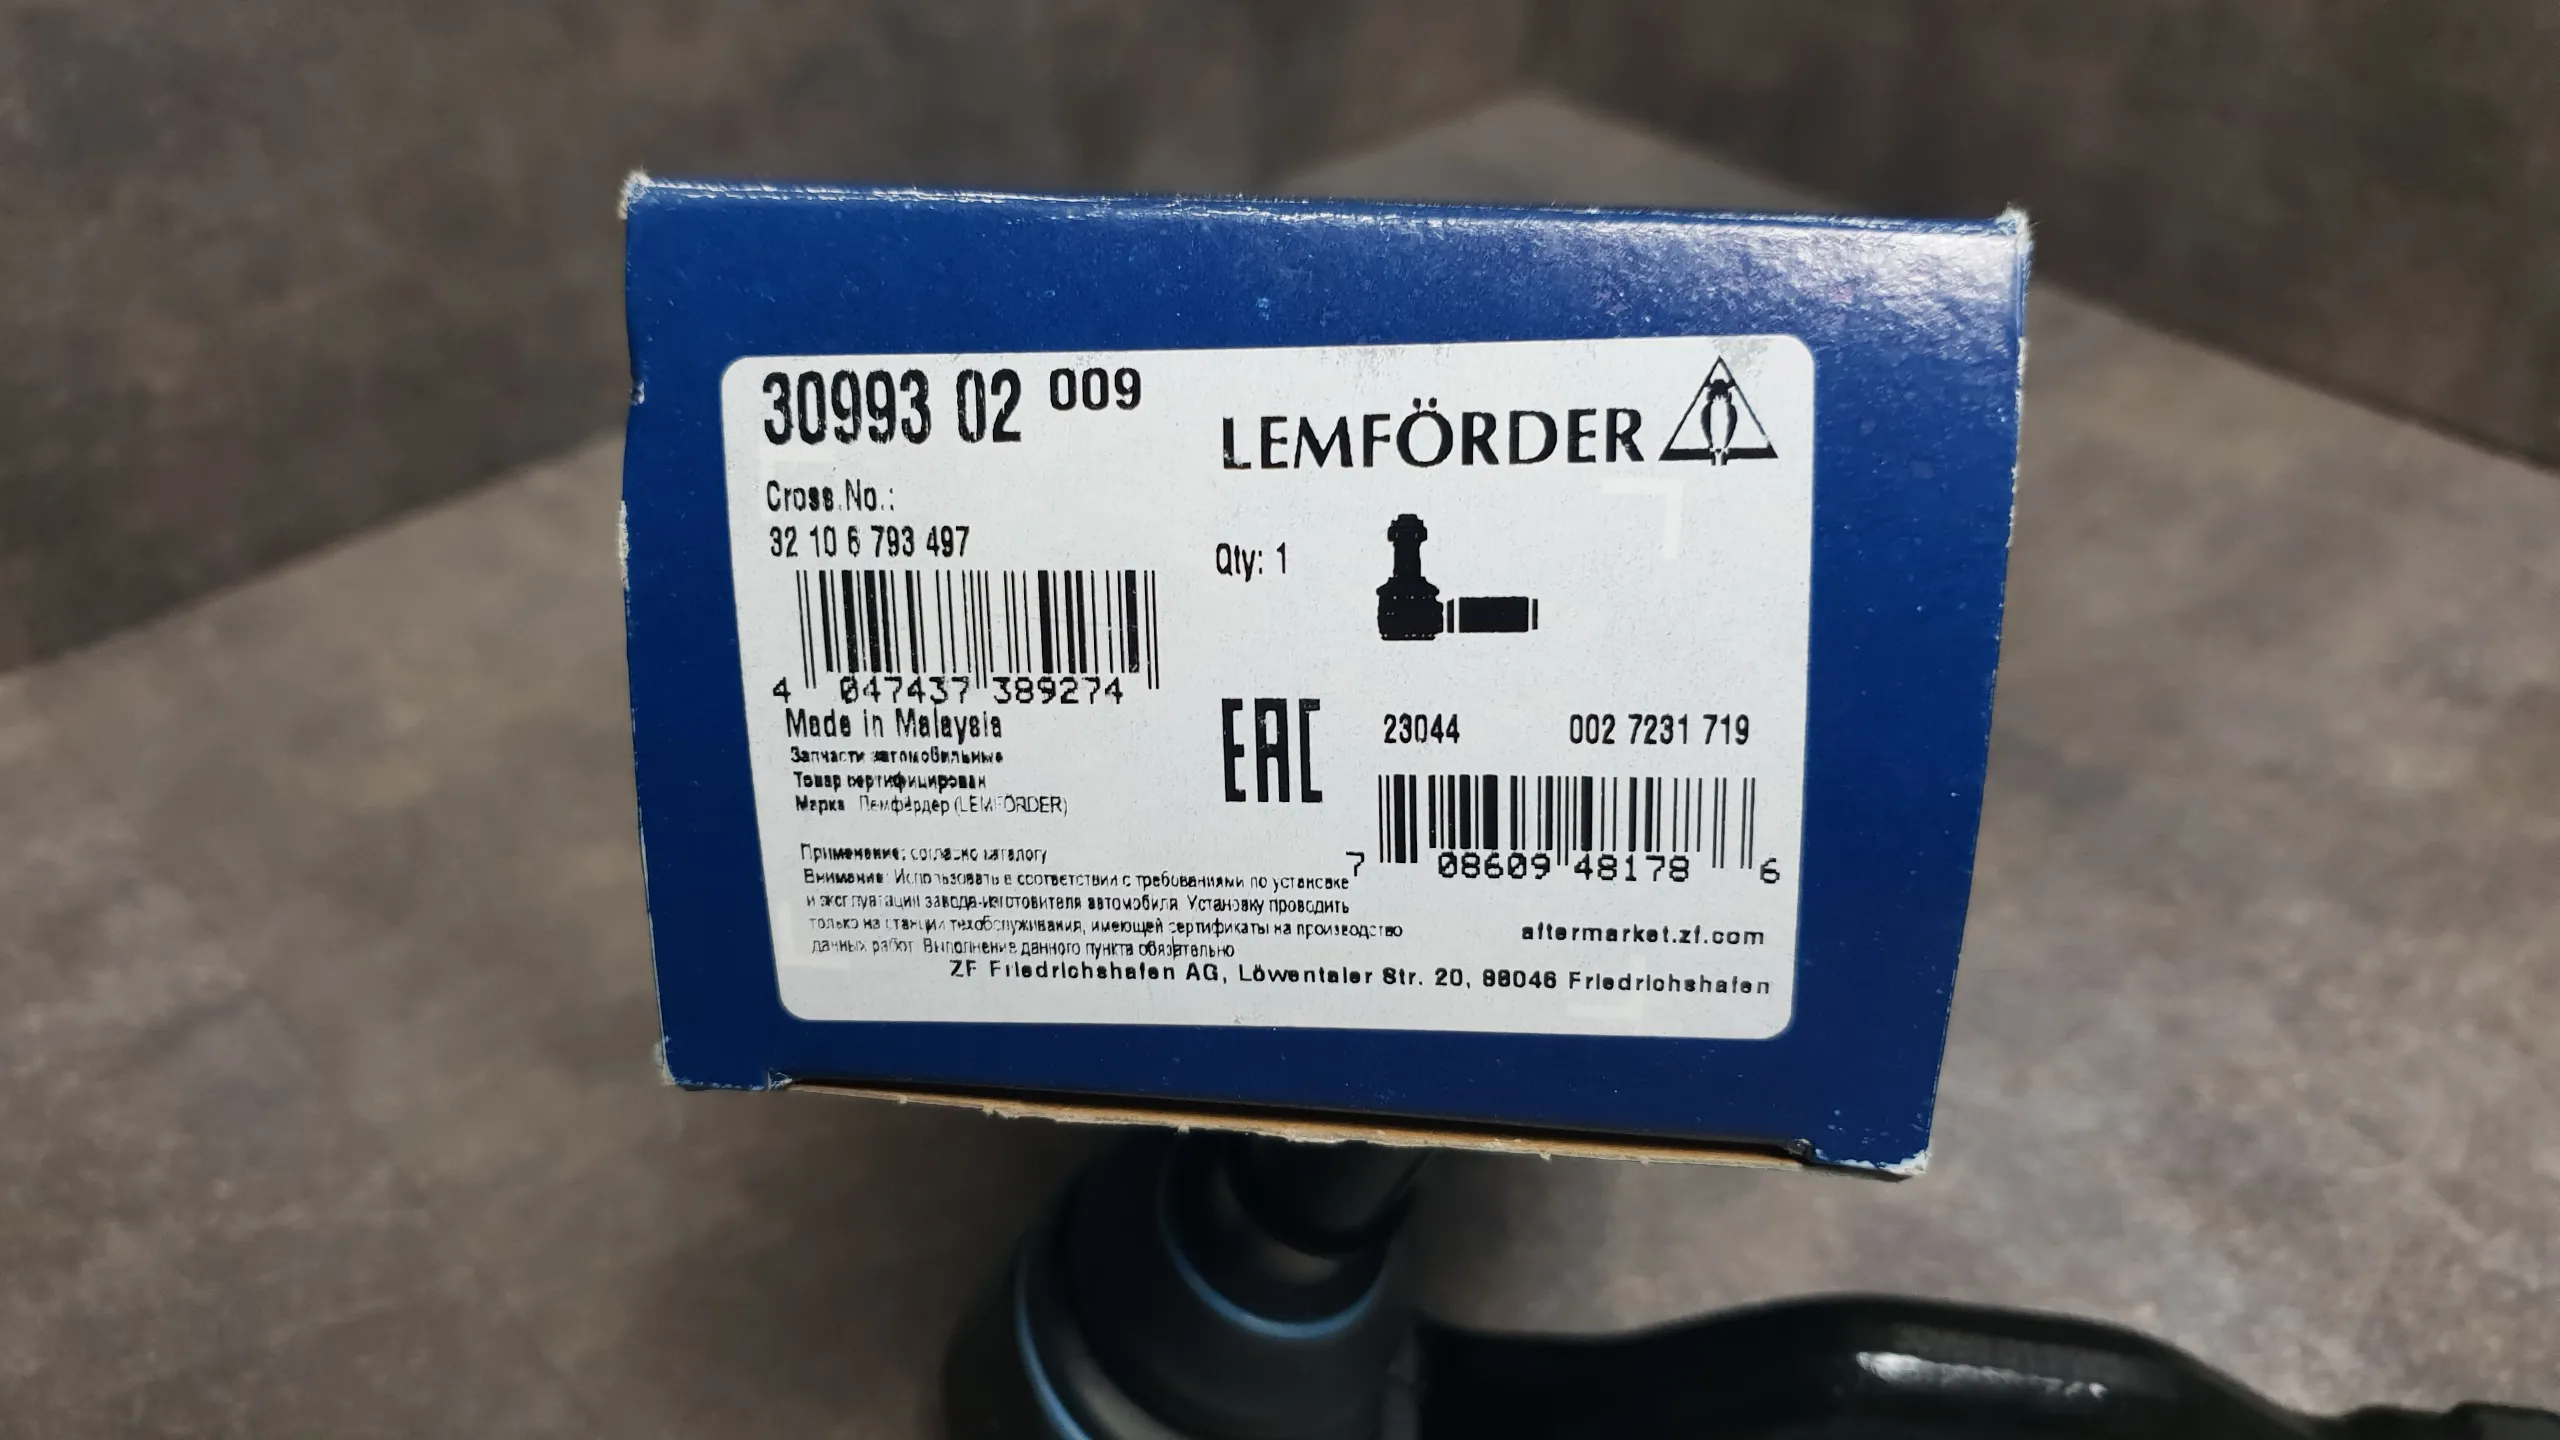 30993 02 009
LEMFÖRDER
Cross.No.:
32 10 6 793 497
Qty: 1
4 047437 389274
Made in Malaysia
Запчасти автомобильные
Товар сертифицирован
Марка Лемфёрдер (LEMFÖRDER)
EAC
23044 002 7231 719
7 08609 48178 6
Применение: согласно каталогу
Внимание: Использовать в соответствии с требованиями по установке
и эксплуатации завода-изготовителя автомобиля. Установку проводить
только на станции техобслуживания, имеющей сертификаты на производство
данных работ. Выполнение данного пункта обязательно
aftermarket.zf.com
ZF Friedrichshafen AG, Löwentaler Str. 20, 88046 Friedrichshafen